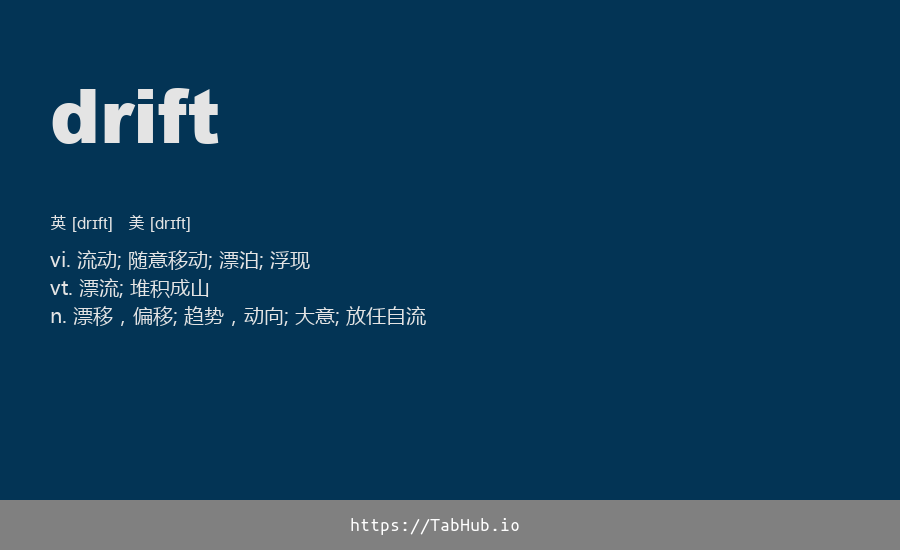 drift
英 [drɪft] 美 [drɪft]
vi. 流动; 随意移动; 漂泊; 浮现
vt. 漂流; 堆积成山
n. 漂移，偏移; 趋势，动向; 大意; 放任自流
https://TabHub.io